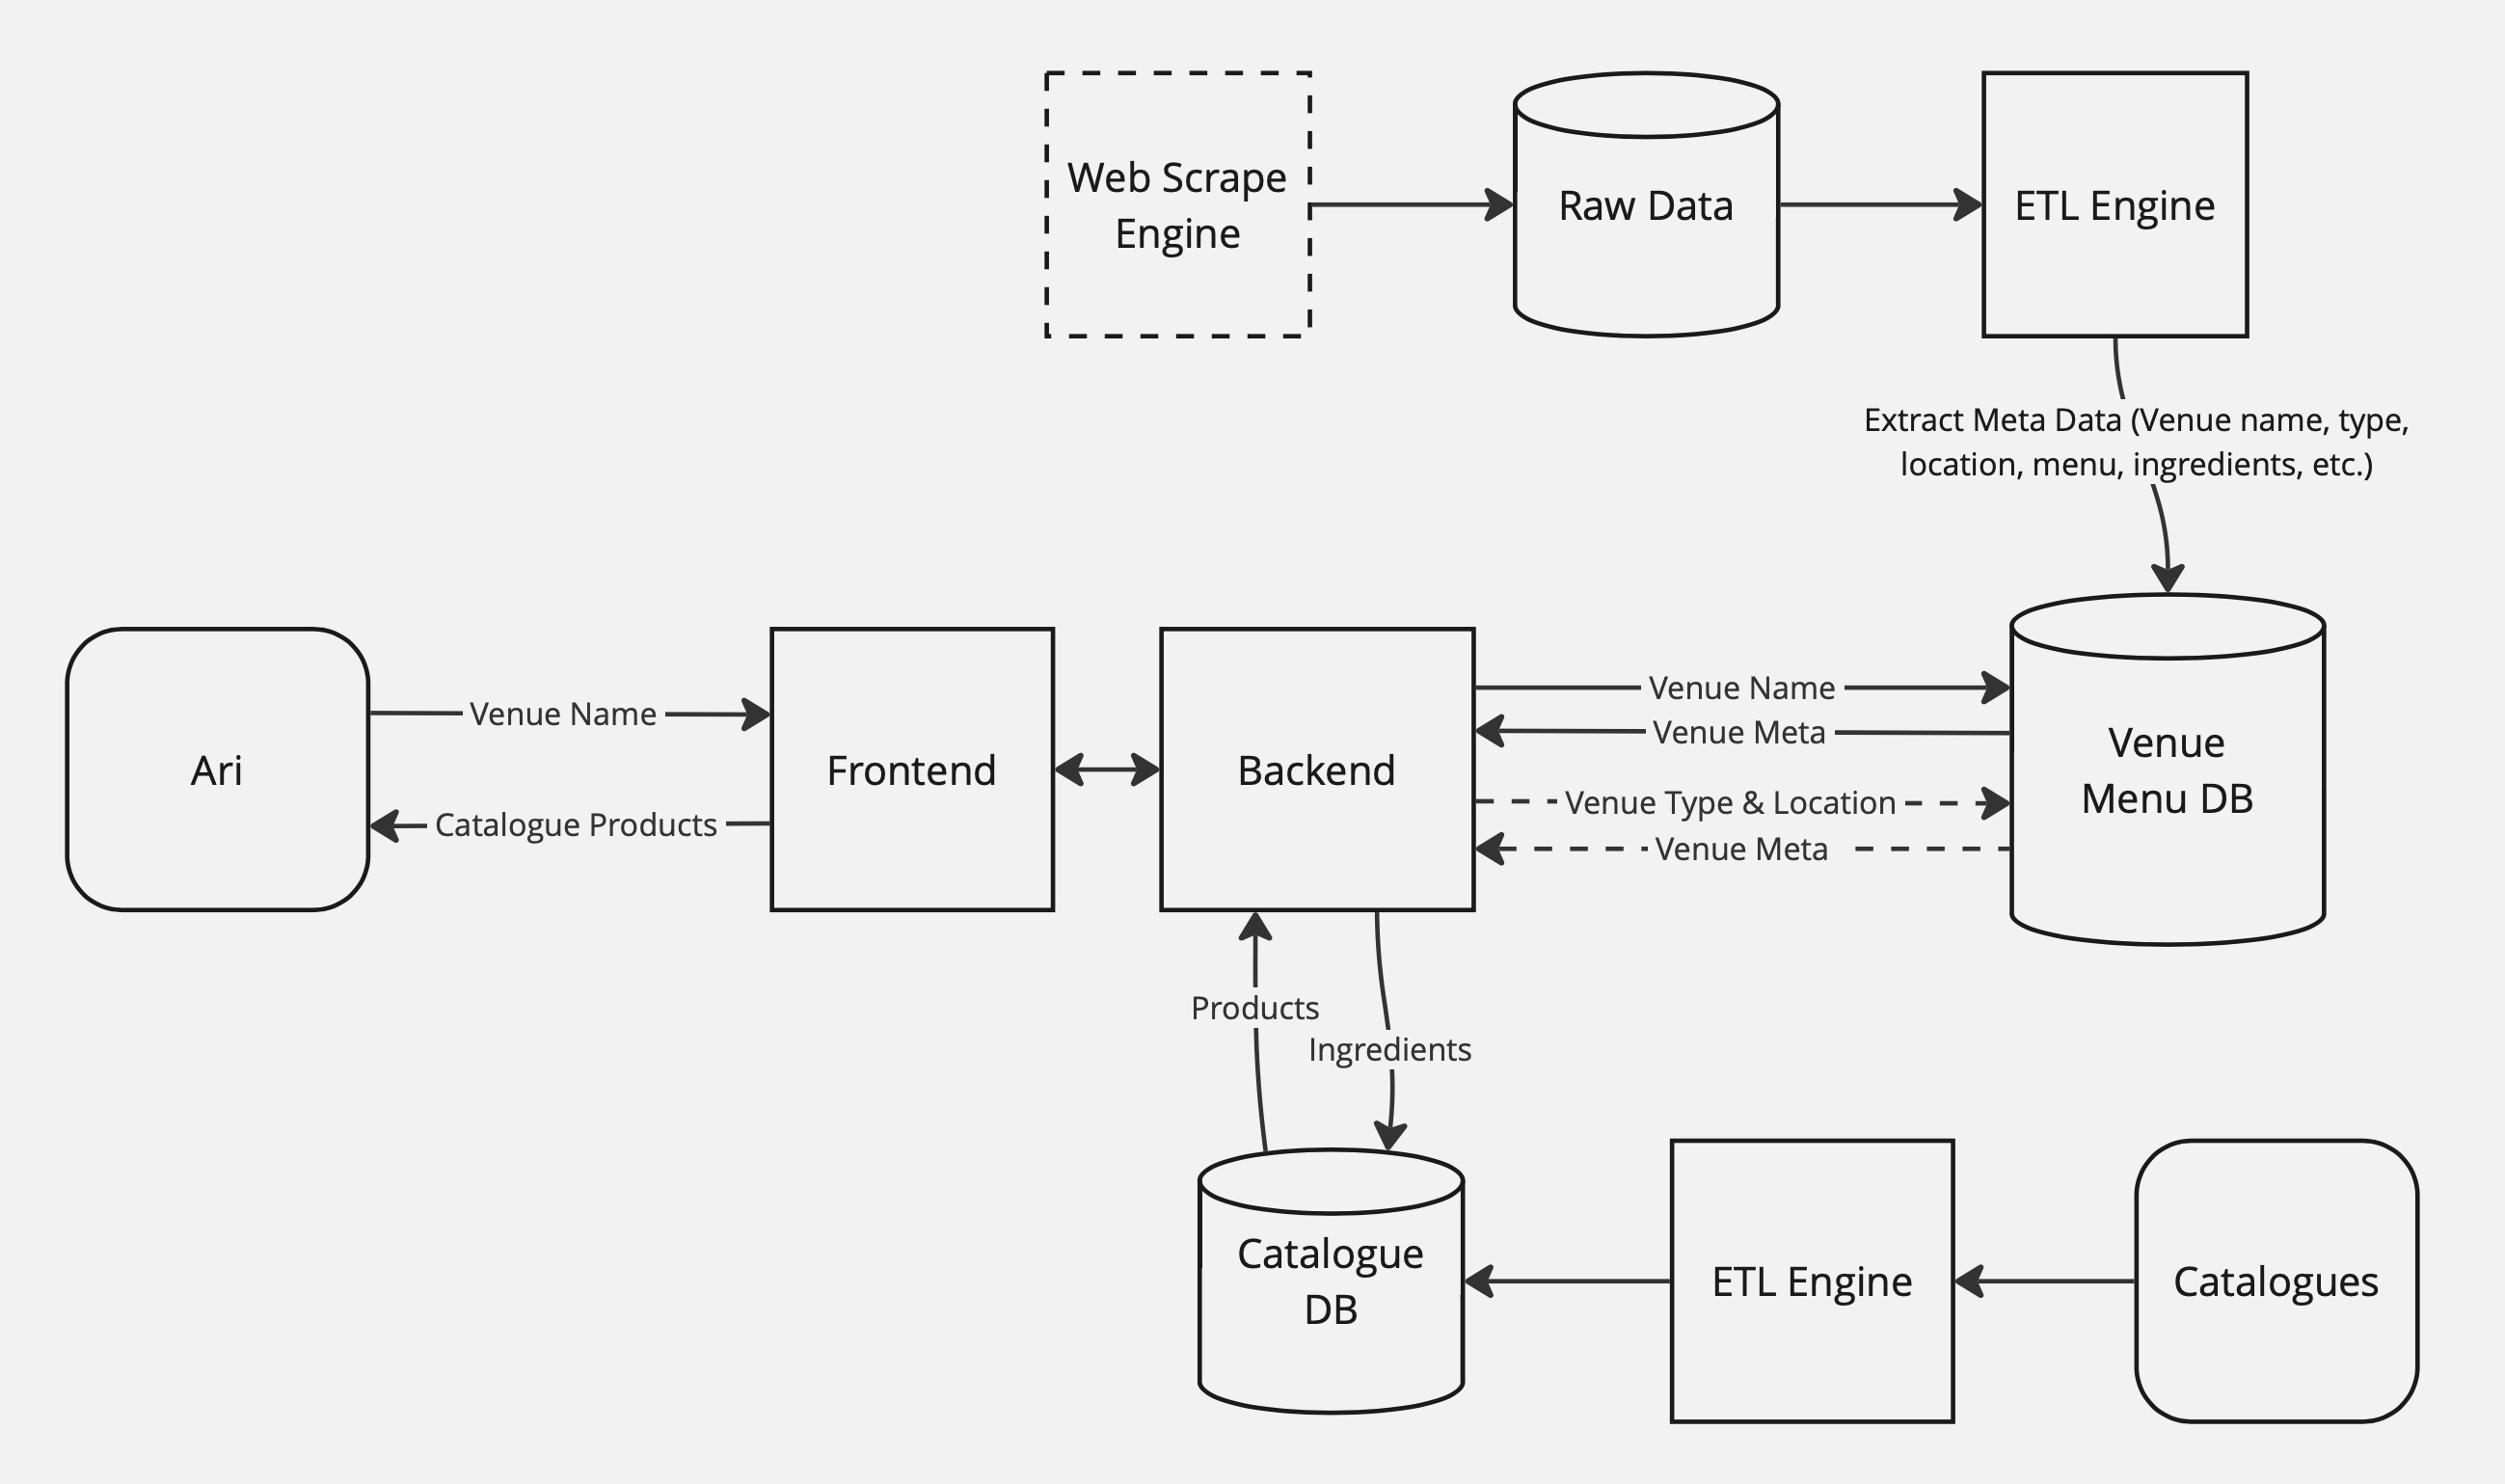 Web Scrape
Engine
Raw Data
ETL Engine
Extract Meta Data (Venue name, type,
location, menu, ingredients, etc.)
Ari
Venue Name
Catalogue Products
Frontend
Backend
Venue Name
Venue Meta
Venue Type & Location
Venue Meta
Venue
Menu DB
Products
Ingredients
Catalogue
DB
ETL Engine
Catalogues